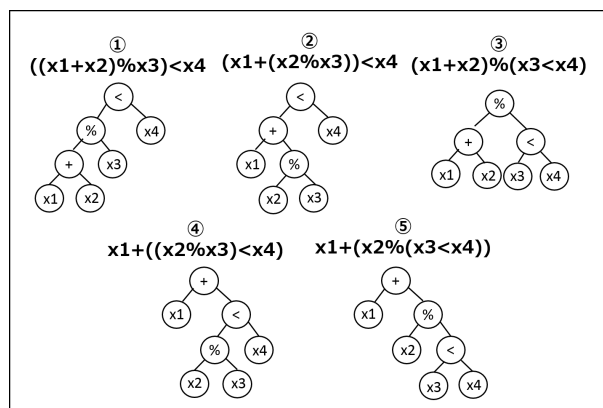 ①
((x1+x2)%x3)<x4
<
%
x4
+
x3
x1
x2
②
(x1+(x2%x3))<x4
<
+
x4
x1
%
x2
x3
③
(x1+x2)%(x3<x4)
%
+
<
x1
x2
x3
x4
④
x1+((x2%x3)<x4)
+
x1
<
%
x4
x2
x3
⑤
x1+(x2%(x3<x4))
+
x1
%
x2
<
x3
x4